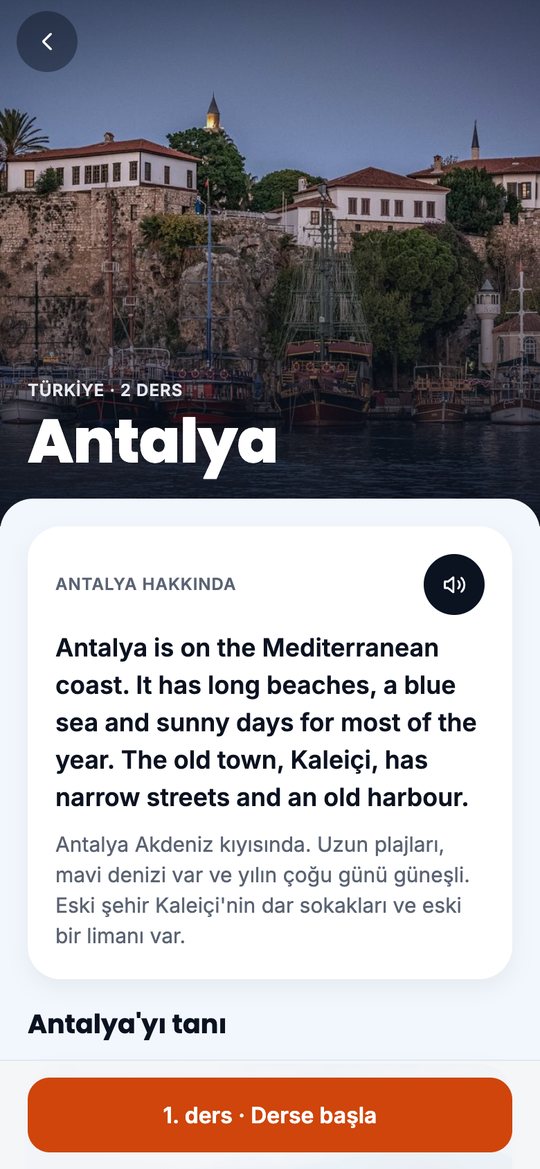 TÜRKİYE · 2 DERS
Antalya
ANTALYA HAKKINDA
Antalya is on the Mediterranean
coast. It has long beaches, a blue
sea and sunny days for most of the
year. The old town, Kaleiçi, has
narrow streets and an old harbour.
Antalya Akdeniz kıyısında. Uzun plajları,
mavi denizi var ve yılın çoğu günü güneşli.
Eski şehir Kaleiçi'nin dar sokakları ve eski
bir limanı var.
Antalya'yı tanı
1. ders · Derse başla